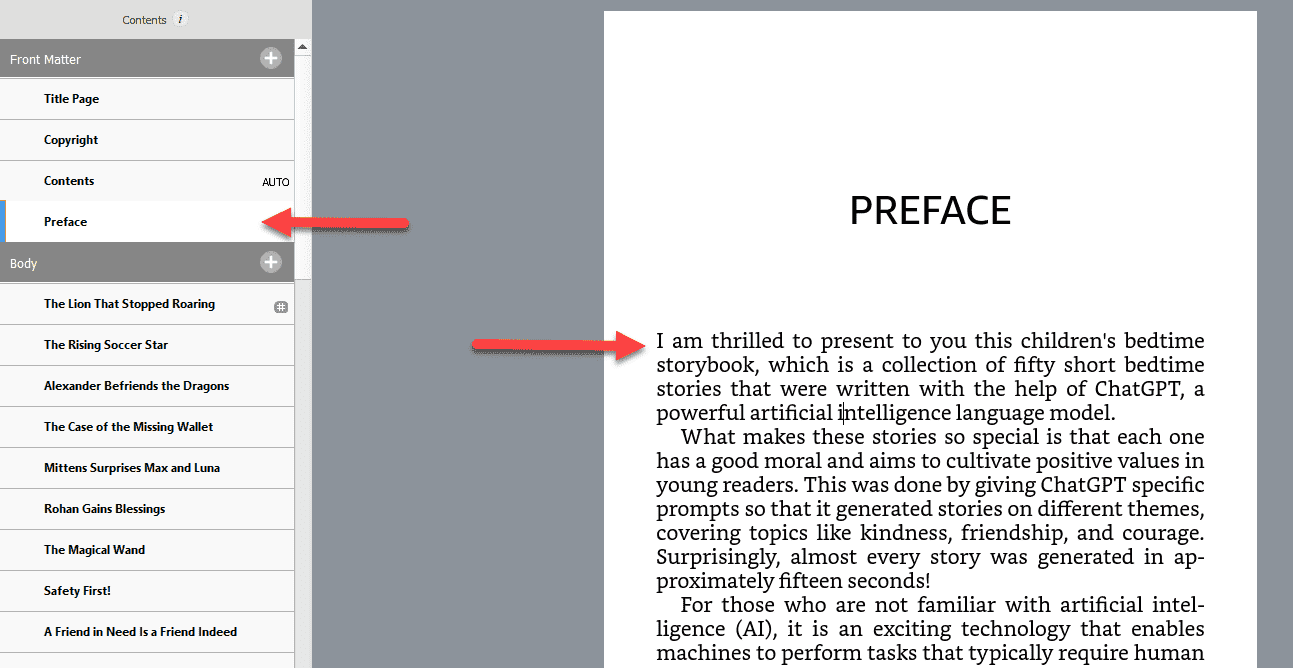 Contents i
Front Matter
Title Page
Copyright
Contents AUTO
Preface
Body
The Lion That Stopped Roaring #
The Rising Soccer Star
Alexander Befriends the Dragons
The Case of the Missing Wallet
Mittens Surprises Max and Luna
Rohan Gains Blessings
The Magical Wand
Safety First!
A Friend in Need Is a Friend Indeed
PREFACE
I am thrilled to present to you this children's bedtime
storybook, which is a collection of fifty short bedtime
stories that were written with the help of ChatGPT, a
powerful artificial intelligence language model.
What makes these stories so special is that each one
has a good moral and aims to cultivate positive values in
young readers. This was done by giving ChatGPT specific
prompts so that it generated stories on different themes,
covering topics like kindness, friendship, and courage.
Surprisingly, almost every story was generated in ap-
proximately fifteen seconds!
For those who are not familiar with artificial intel-
ligence (AI), it is an exciting technology that enables
machines to perform tasks that typically require human